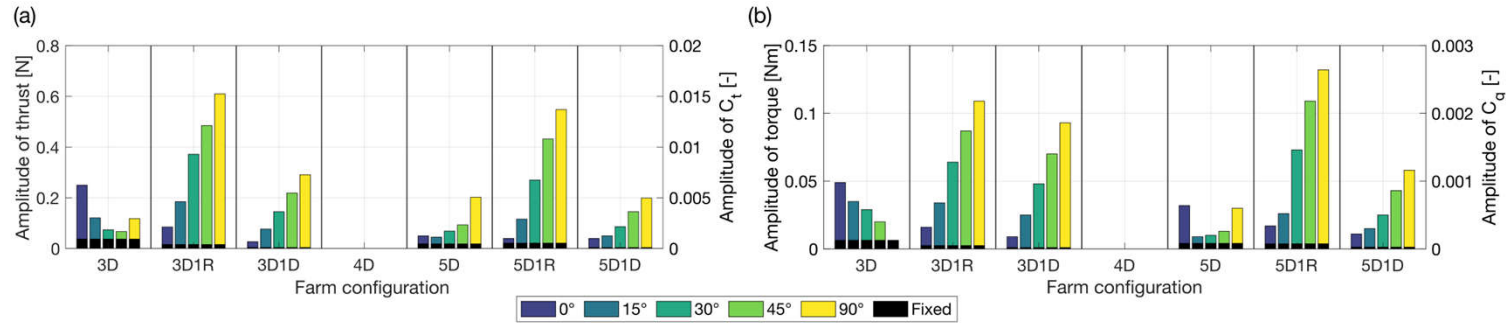 (a)
0.8
0.6
0.4
0.2
0
Amplitude of thrust [N]
0.02
0.015
0.01
0.005
0
Amplitude of C_t [-]
3D 3D1R 3D1D 4D 5D 5D1R 5D1D
Farm configuration
(b)
0.15
0.1
0.05
0
Amplitude of torque [Nm]
0.003
0.002
0.001
0
Amplitude of C_q [-]
3D 3D1R 3D1D 4D 5D 5D1R 5D1D
Farm configuration
0° 15° 30° 45° 90° Fixed